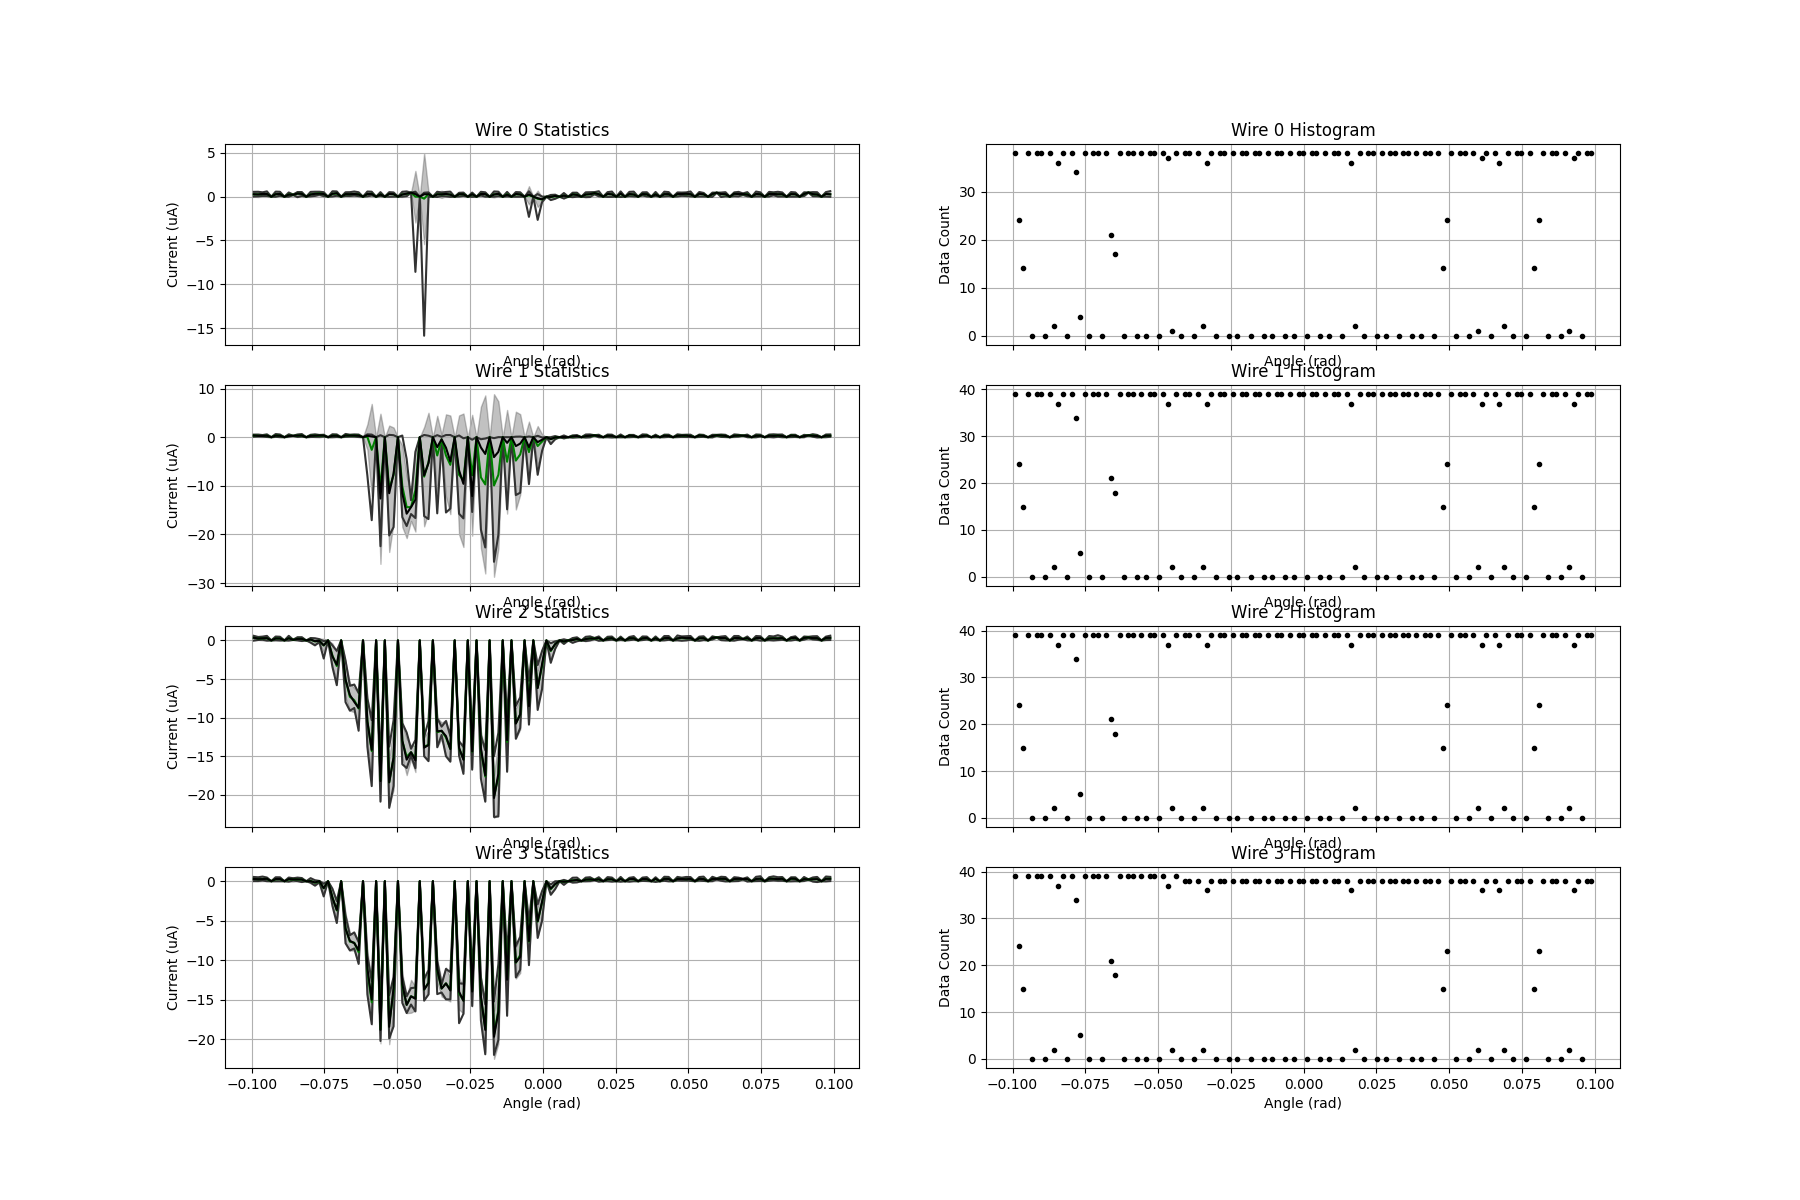 Wire 0 Statistics
Wire 0 Histogram
5
0
−5
−10
−15
Current (uA)
Angle (rad)
30
20
10
0
Data Count
Angle (rad)
Wire 1 Statistics
Wire 1 Histogram
10
0
−10
−20
−30
Current (uA)
Angle (rad)
40
30
20
10
0
Data Count
Angle (rad)
Wire 2 Statistics
Wire 2 Histogram
0
−5
−10
−15
−20
Current (uA)
Angle (rad)
40
30
20
10
0
Data Count
Angle (rad)
Wire 3 Statistics
Wire 3 Histogram
0
−5
−10
−15
−20
Current (uA)
−0.100 −0.075 −0.050 −0.025 0.000 0.025 0.050 0.075 0.100
Angle (rad)
40
30
20
10
0
Data Count
−0.100 −0.075 −0.050 −0.025 0.000 0.025 0.050 0.075 0.100
Angle (rad)